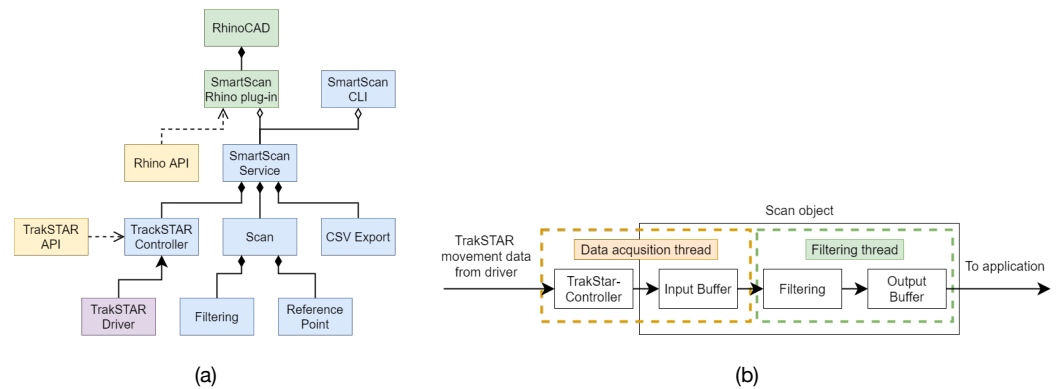 RhinoCAD
SmartScan
Rhino plug-in
SmartScan
CLI
Rhino API
SmartScan
Service
TrakSTAR
API
TrackSTAR
Controller
Scan
CSV Export
TrakSTAR
Driver
Filtering
Reference
Point
(a)
Scan object
TrakSTAR
movement data
from driver
Data acqusition thread
Filtering thread
To application
TrakStar-
Controller
Input Buffer
Filtering
Output
Buffer
(b)